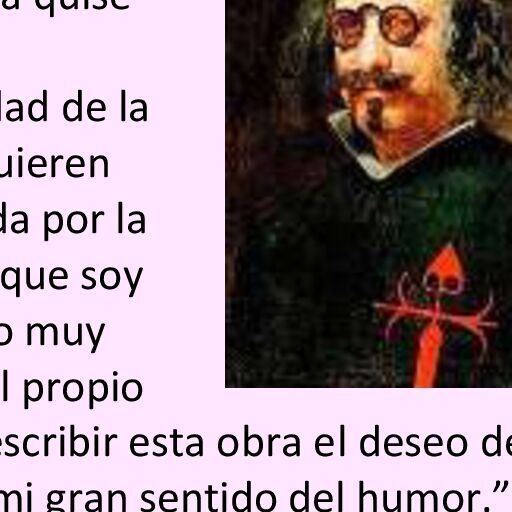 a quise
dad de la
uieren
da por la
que soy
o muy
l propio
escribir esta obra el deseo de
mi gran sentido del humor.”